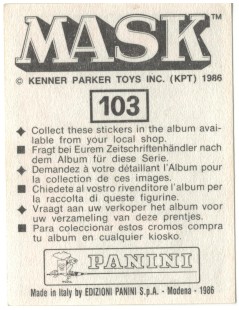 MASK™
© KENNER PARKER TOYS INC. (KPT) 1986
103
◆ Collect these stickers in the album avai-
lable from your local shop.
■ Fragt bei Eurem Zeitschriftenhändler nach
dem Album für diese Serie.
◆ Demandez à votre détaillant l'Album pour
la collection de ces images.
■ Chiedete al vostro rivenditore l'album per
la raccolta di queste figurine.
◆ Vraagt aan uw verkoper het album voor
uw verzameling van deze prentjes.
■ Para coleccionar estos cromos compra
tu album en cualquier kiosko.
PANINI
Made in Italy by EDIZIONI PANINI S.p.A. - Modena - 1986